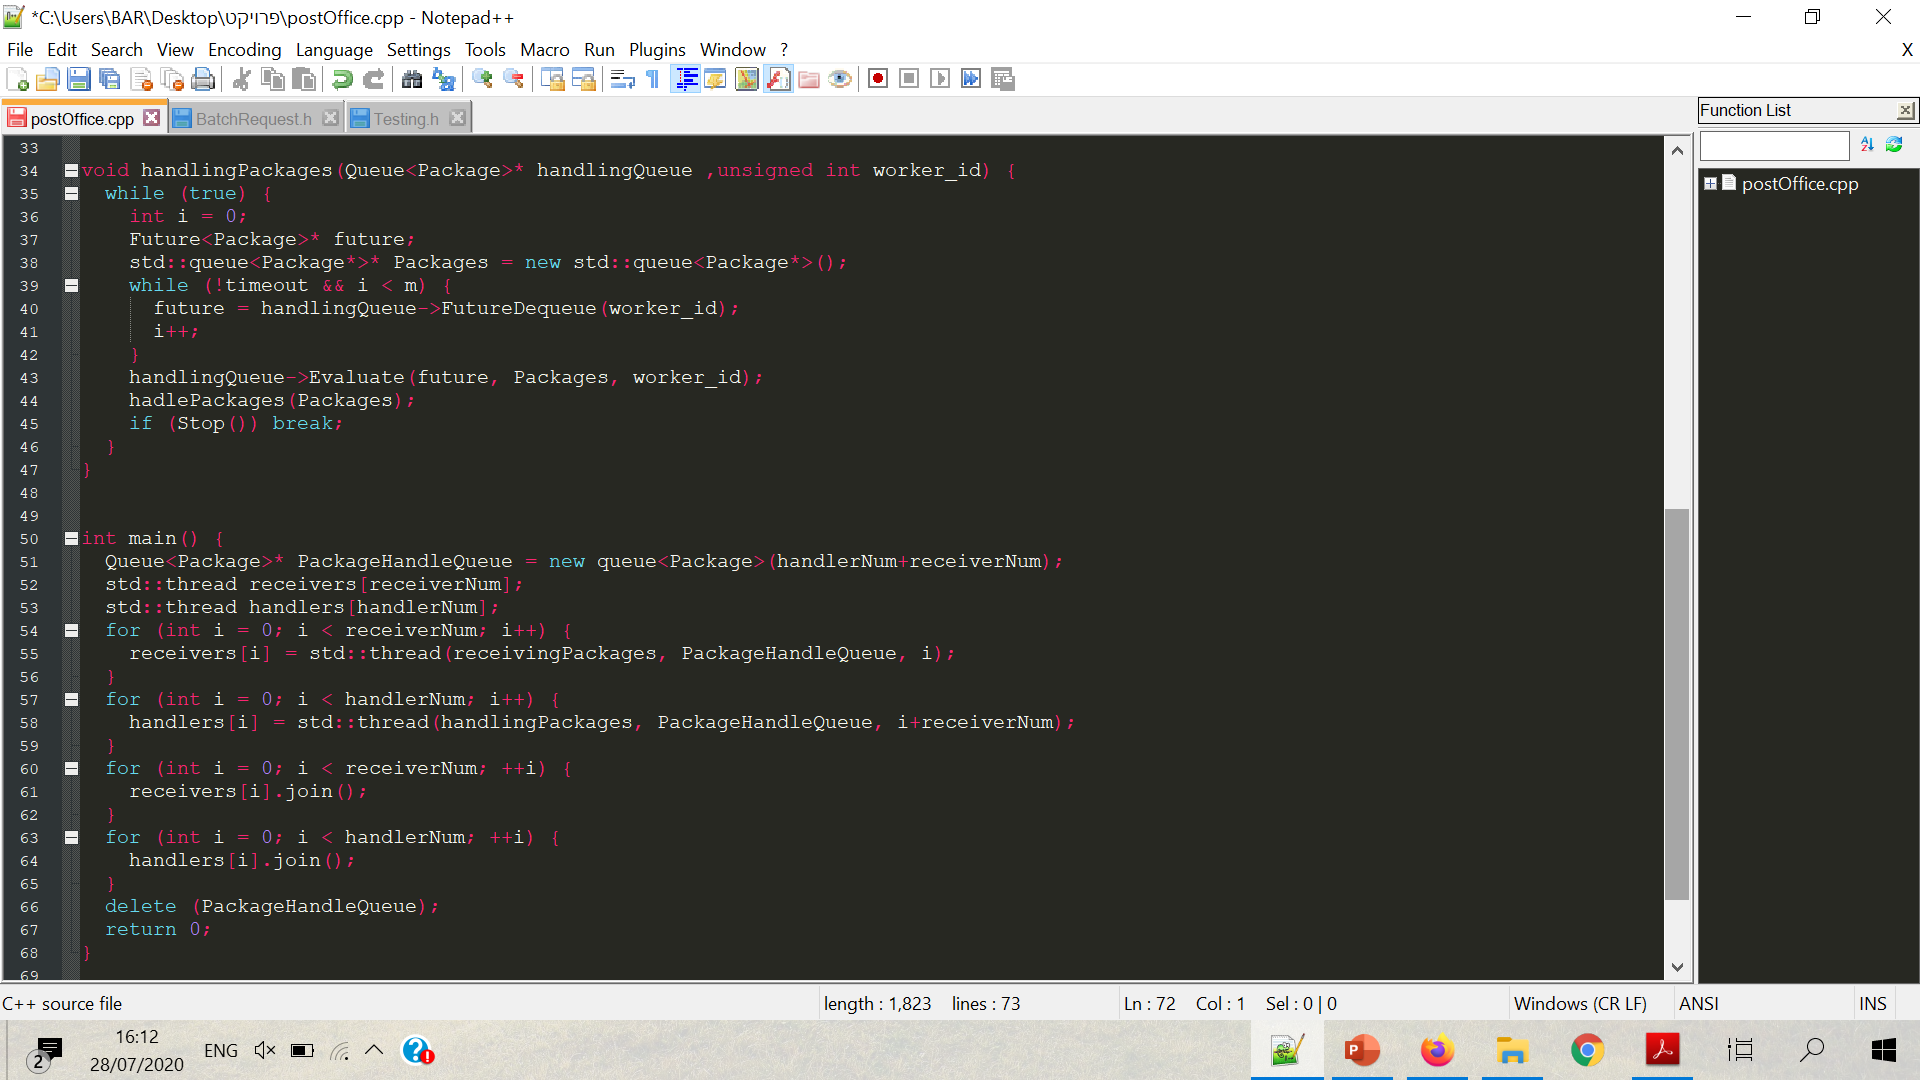 *C:\Users\BAR\Desktop\פרוייקט\postOffice.cpp - Notepad++
File Edit Search View Encoding Language Settings Tools Macro Run Plugins Window ? X
postOffice.cpp BatchRequest.h Testing.h
Function List
postOffice.cpp
33
34 void handlingPackages(Queue<Package>* handlingQueue ,unsigned int worker_id) {
35 while (true) {
36 int i = 0;
37 Future<Package>* future;
38 std::queue<Package*>* Packages = new std::queue<Package*>();
39 while (!timeout && i < m) {
40 future = handlingQueue->FutureDequeue(worker_id);
41 i++;
42 }
43 handlingQueue->Evaluate(future, Packages, worker_id);
44 hadlePackages(Packages);
45 if (Stop()) break;
46 }
47 }
48
49
50 int main() {
51 Queue<Package>* PackageHandleQueue = new queue<Package>(handlerNum+receiverNum);
52 std::thread receivers[receiverNum];
53 std::thread handlers[handlerNum];
54 for (int i = 0; i < receiverNum; i++) {
55 receivers[i] = std::thread(receivingPackages, PackageHandleQueue, i);
56 }
57 for (int i = 0; i < handlerNum; i++) {
58 handlers[i] = std::thread(handlingPackages, PackageHandleQueue, i+receiverNum);
59 }
60 for (int i = 0; i < receiverNum; ++i) {
61 receivers[i].join();
62 }
63 for (int i = 0; i < handlerNum; ++i) {
64 handlers[i].join();
65 }
66 delete (PackageHandleQueue);
67 return 0;
68 }
69
C++ source file length : 1,823 lines : 73 Ln : 72 Col : 1 Sel : 0 | 0 Windows (CR LF) ANSI INS
2 16:12 ENG
28/07/2020